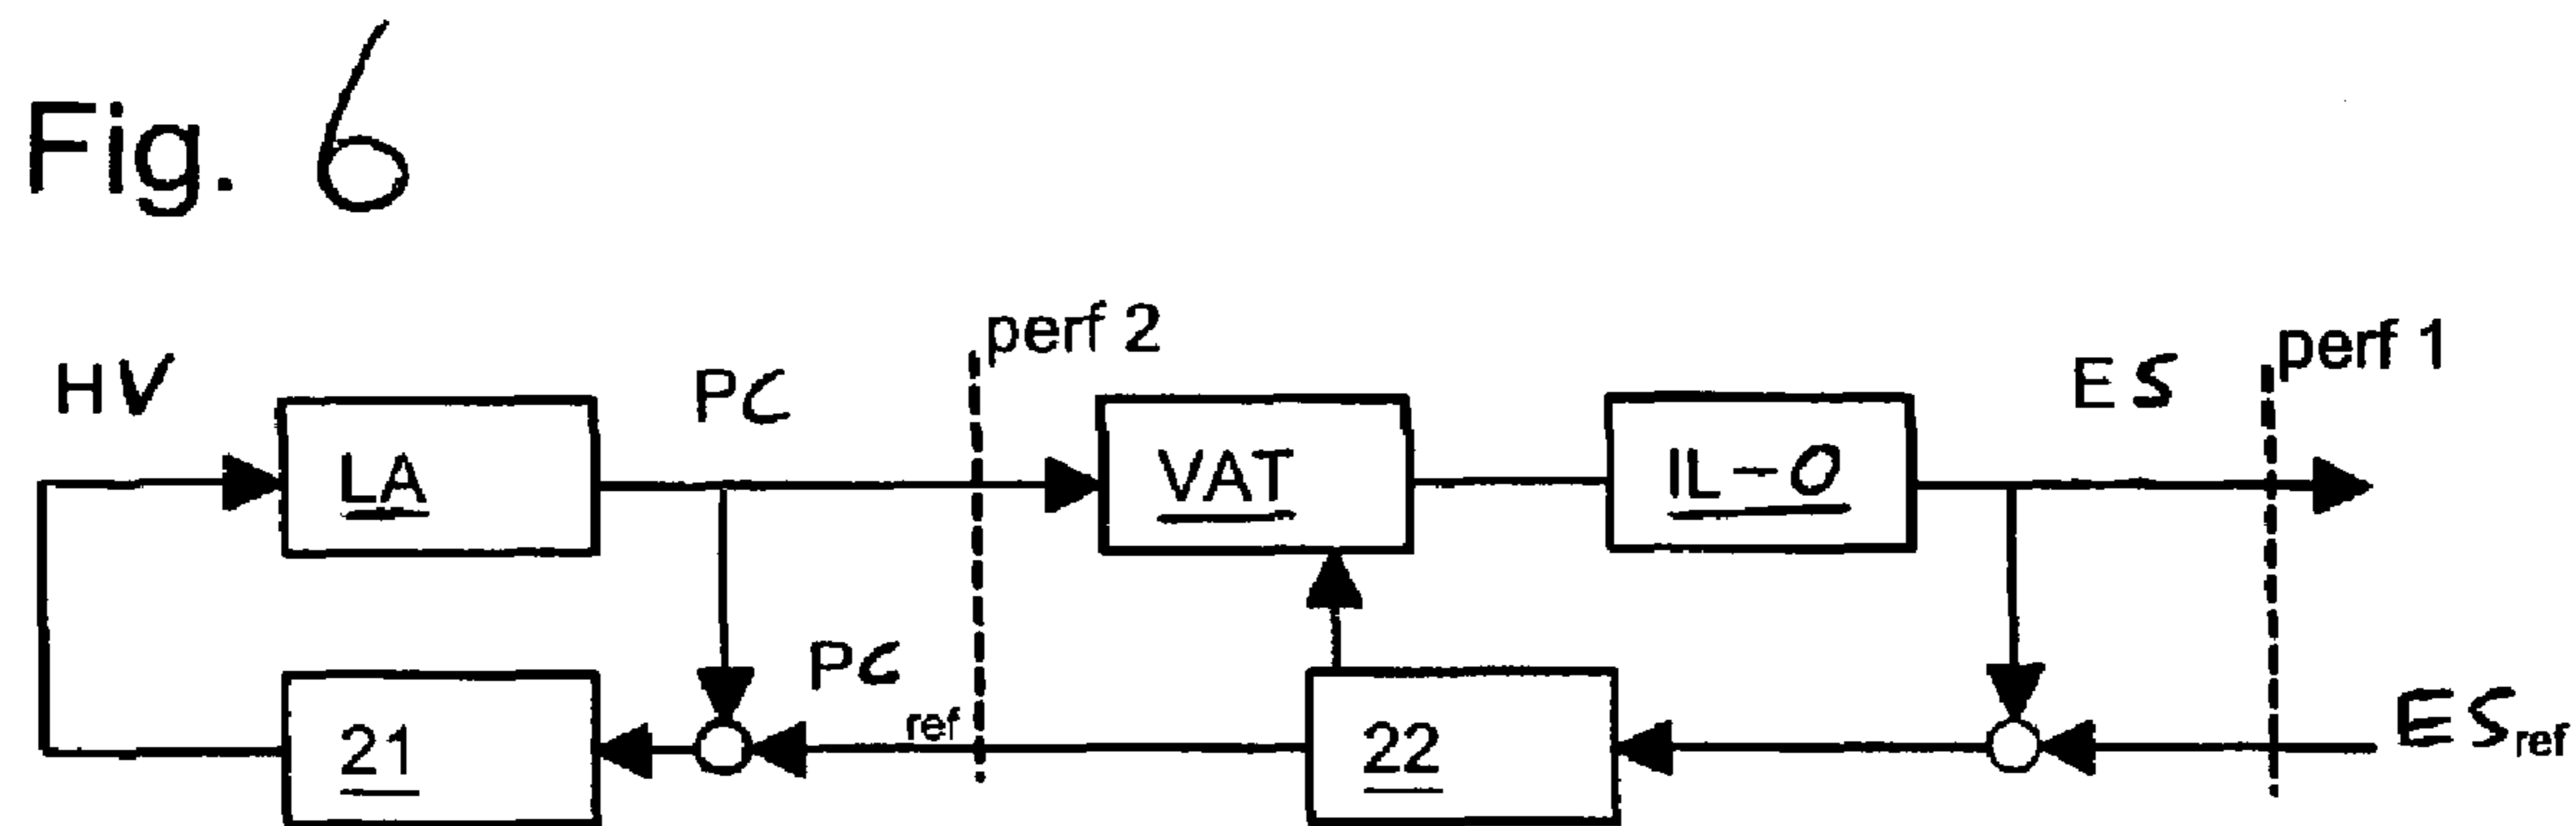 Fig. 6
perf 2
perf 1
HV
PC
ES
LA
VAT
IL-O
PC ref
ES ref
21
22